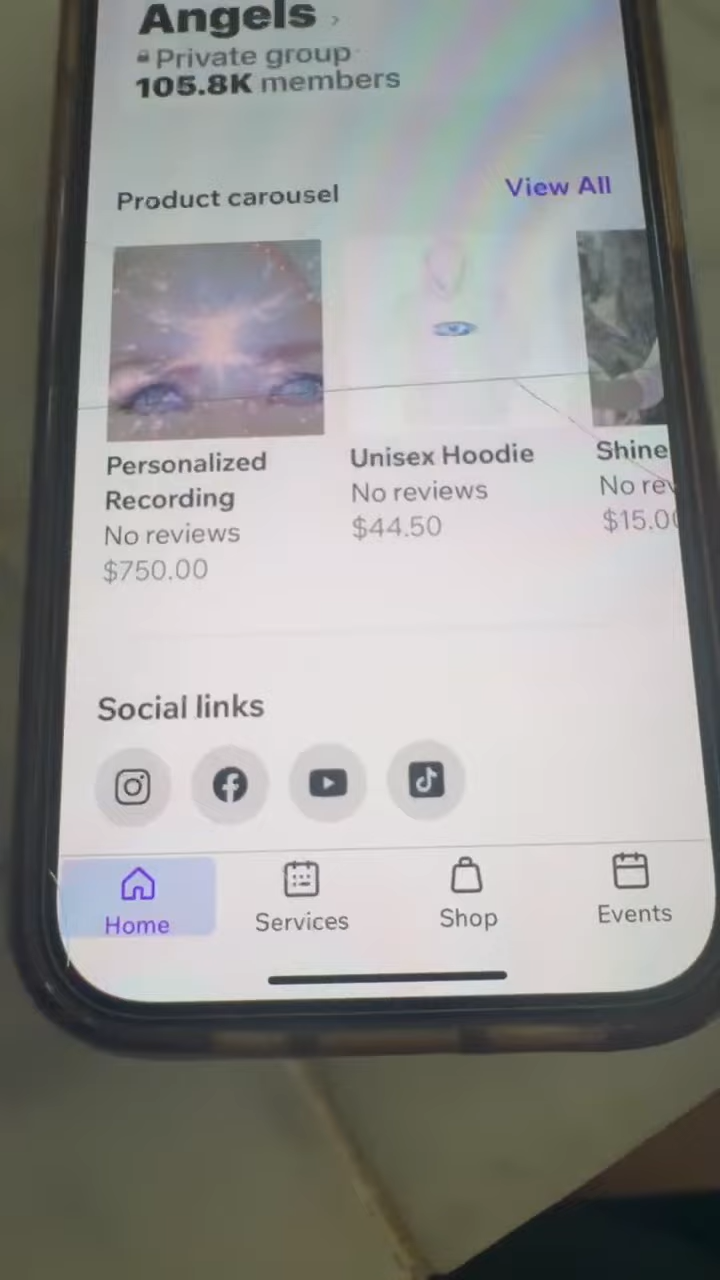 Angels
Private group
105.8K members
Product carousel
View All
Personalized
Recording
No reviews
$750.00
Unisex Hoodie
No reviews
$44.50
Shine
No rev
$15.00
Social links
Home
Services
Shop
Events